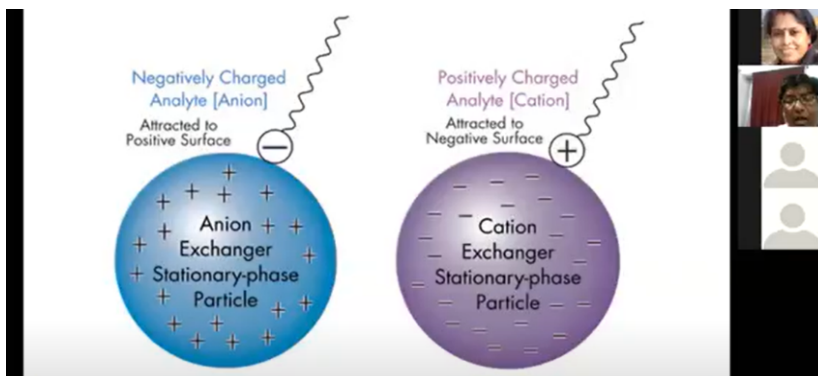 Negatively Charged
Analyte [Anion]
Attracted to
Positive Surface
−
Anion
Exchanger
Stationary-phase
Particle
Positively Charged
Analyte [Cation]
Attracted to
Negative Surface
+
Cation
Exchanger
Stationary-phase
Particle